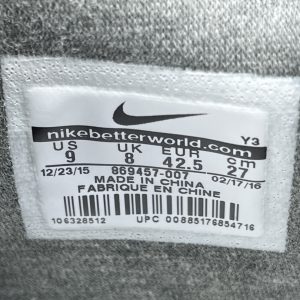 Y3
nikebetterworld.com
US UK EUR cm
9 8 42.5 27
12/23/15 869457-007 02/17/16
MADE IN CHINA
FABRIQUE EN CHINE
106328512 UPC 00885176854716